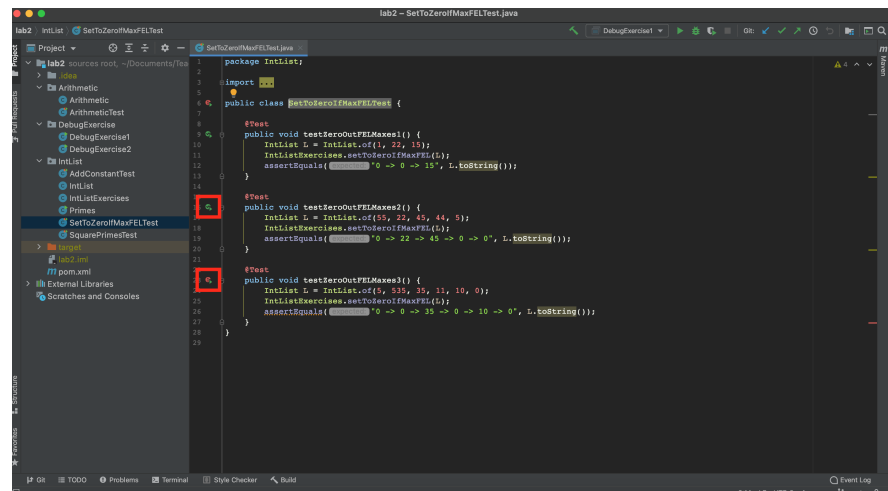 lab2 – SetToZeroIfMaxFELTest.java
lab2 〉 IntList 〉 SetToZeroIfMaxFELTest
DebugExercise1
Git:
Project
SetToZeroIfMaxFELTest.java
Project
Pull Requests
Structure
Favorites
m
Maven
lab2 sources root, ~/Documents/Tea
.idea
Arithmetic
Arithmetic
ArithmeticTest
DebugExercise
DebugExercise1
DebugExercise2
IntList
AddConstantTest
IntList
IntListExercises
Primes
SetToZeroIfMaxFELTest
SquarePrimesTest
target
lab2.iml
m pom.xml
External Libraries
Scratches and Consoles
4
1 package IntList;
2
3 import ...
5
6 public class SetToZeroIfMaxFELTest {
7
8 @Test
9 public void testZeroOutFELMaxes1() {
10 IntList L = IntList.of(1, 22, 15);
11 IntListExercises.setToZeroIfMaxFEL(L);
12 assertEquals( expected: "0 -> 0 -> 15", L.toString());
13 }
14
@Test
public void testZeroOutFELMaxes2() {
17 IntList L = IntList.of(55, 22, 45, 44, 5);
18 IntListExercises.setToZeroIfMaxFEL(L);
19 assertEquals( expected: "0 -> 22 -> 45 -> 0 -> 0", L.toString());
20 }
21
@Test
public void testZeroOutFELMaxes3() {
IntList L = IntList.of(5, 535, 35, 11, 10, 0);
25 IntListExercises.setToZeroIfMaxFEL(L);
26 assertEquals( expected: "0 -> 0 -> 35 -> 0 -> 10 -> 0", L.toString());
27 }
28 }
29
Git
TODO
Problems
Terminal
Style Checker
Build
Event Log